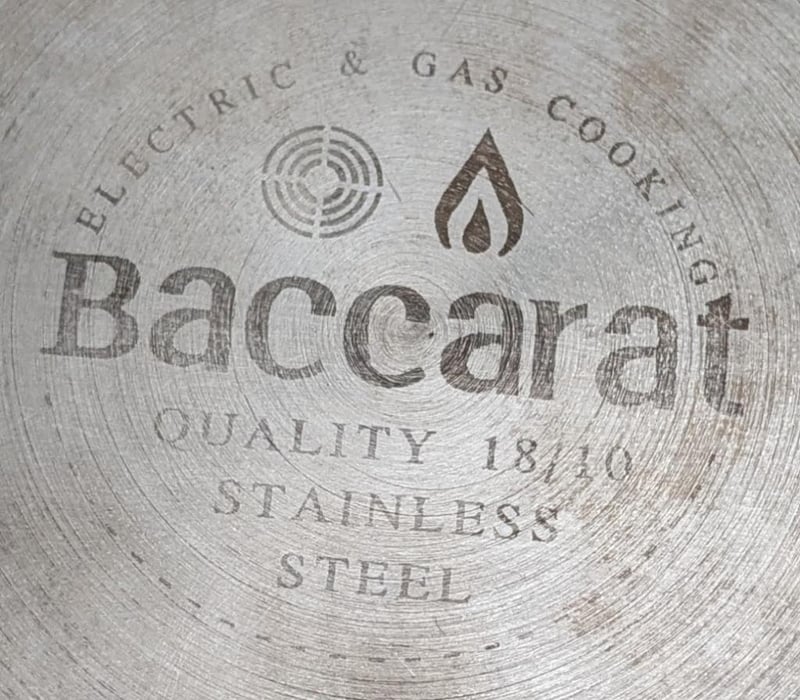 ELECTRIC & GAS COOKING
Baccarat
QUALITY 18/10
STAINLESS
STEEL